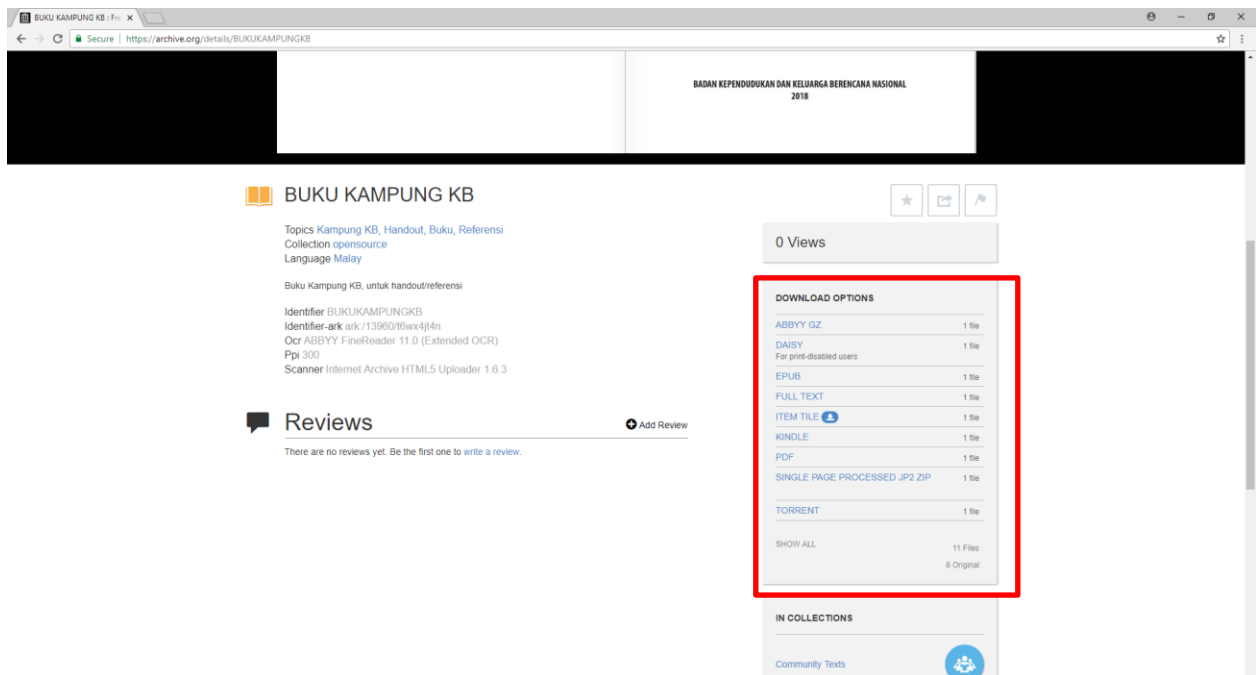 BUKU KAMPUNG KB : Fre
Secure | https://archive.org/details/BUKUKAMPUNGKB
BADAN KEPENDUDUKAN DAN KELUARGA BERENCANA NASIONAL
2018
BUKU KAMPUNG KB
Topics Kampung KB, Handout, Buku, Referensi
Collection opensource
Language Malay
Buku Kampung KB, untuk handout/referensi
Identifier BUKUKAMPUNGKB
Identifier-ark ark:/13960/t6wx4jt4n
Ocr ABBYY FineReader 11.0 (Extended OCR)
Ppi 300
Scanner Internet Archive HTML5 Uploader 1.6.3
Reviews
Add Review
There are no reviews yet. Be the first one to write a review.
0 Views
DOWNLOAD OPTIONS
ABBYY GZ 1 file
DAISY 1 file
For print-disabled users
EPUB 1 file
FULL TEXT 1 file
ITEM TILE 1 file
KINDLE 1 file
PDF 1 file
SINGLE PAGE PROCESSED JP2 ZIP 1 file
TORRENT 1 file
SHOW ALL 11 Files
6 Original
IN COLLECTIONS
Community Texts